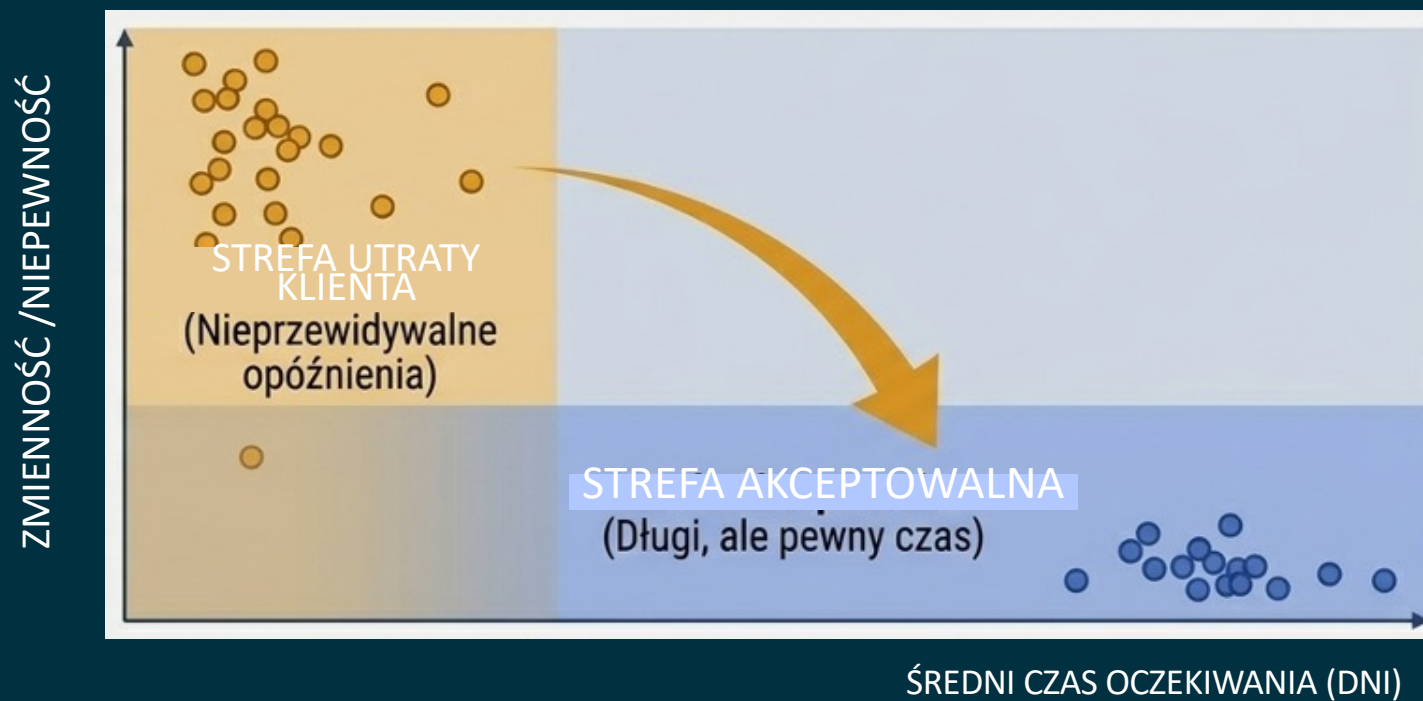 ZMIENNOŚĆ /NIEPEWNOŚĆ
STREFA UTRATY
KLIENTA
(Nieprzewidywalne
opóźnienia)
STREFA AKCEPTOWALNA
(Długi, ale pewny czas)
ŚREDNI CZAS OCZEKIWANIA (DNI)